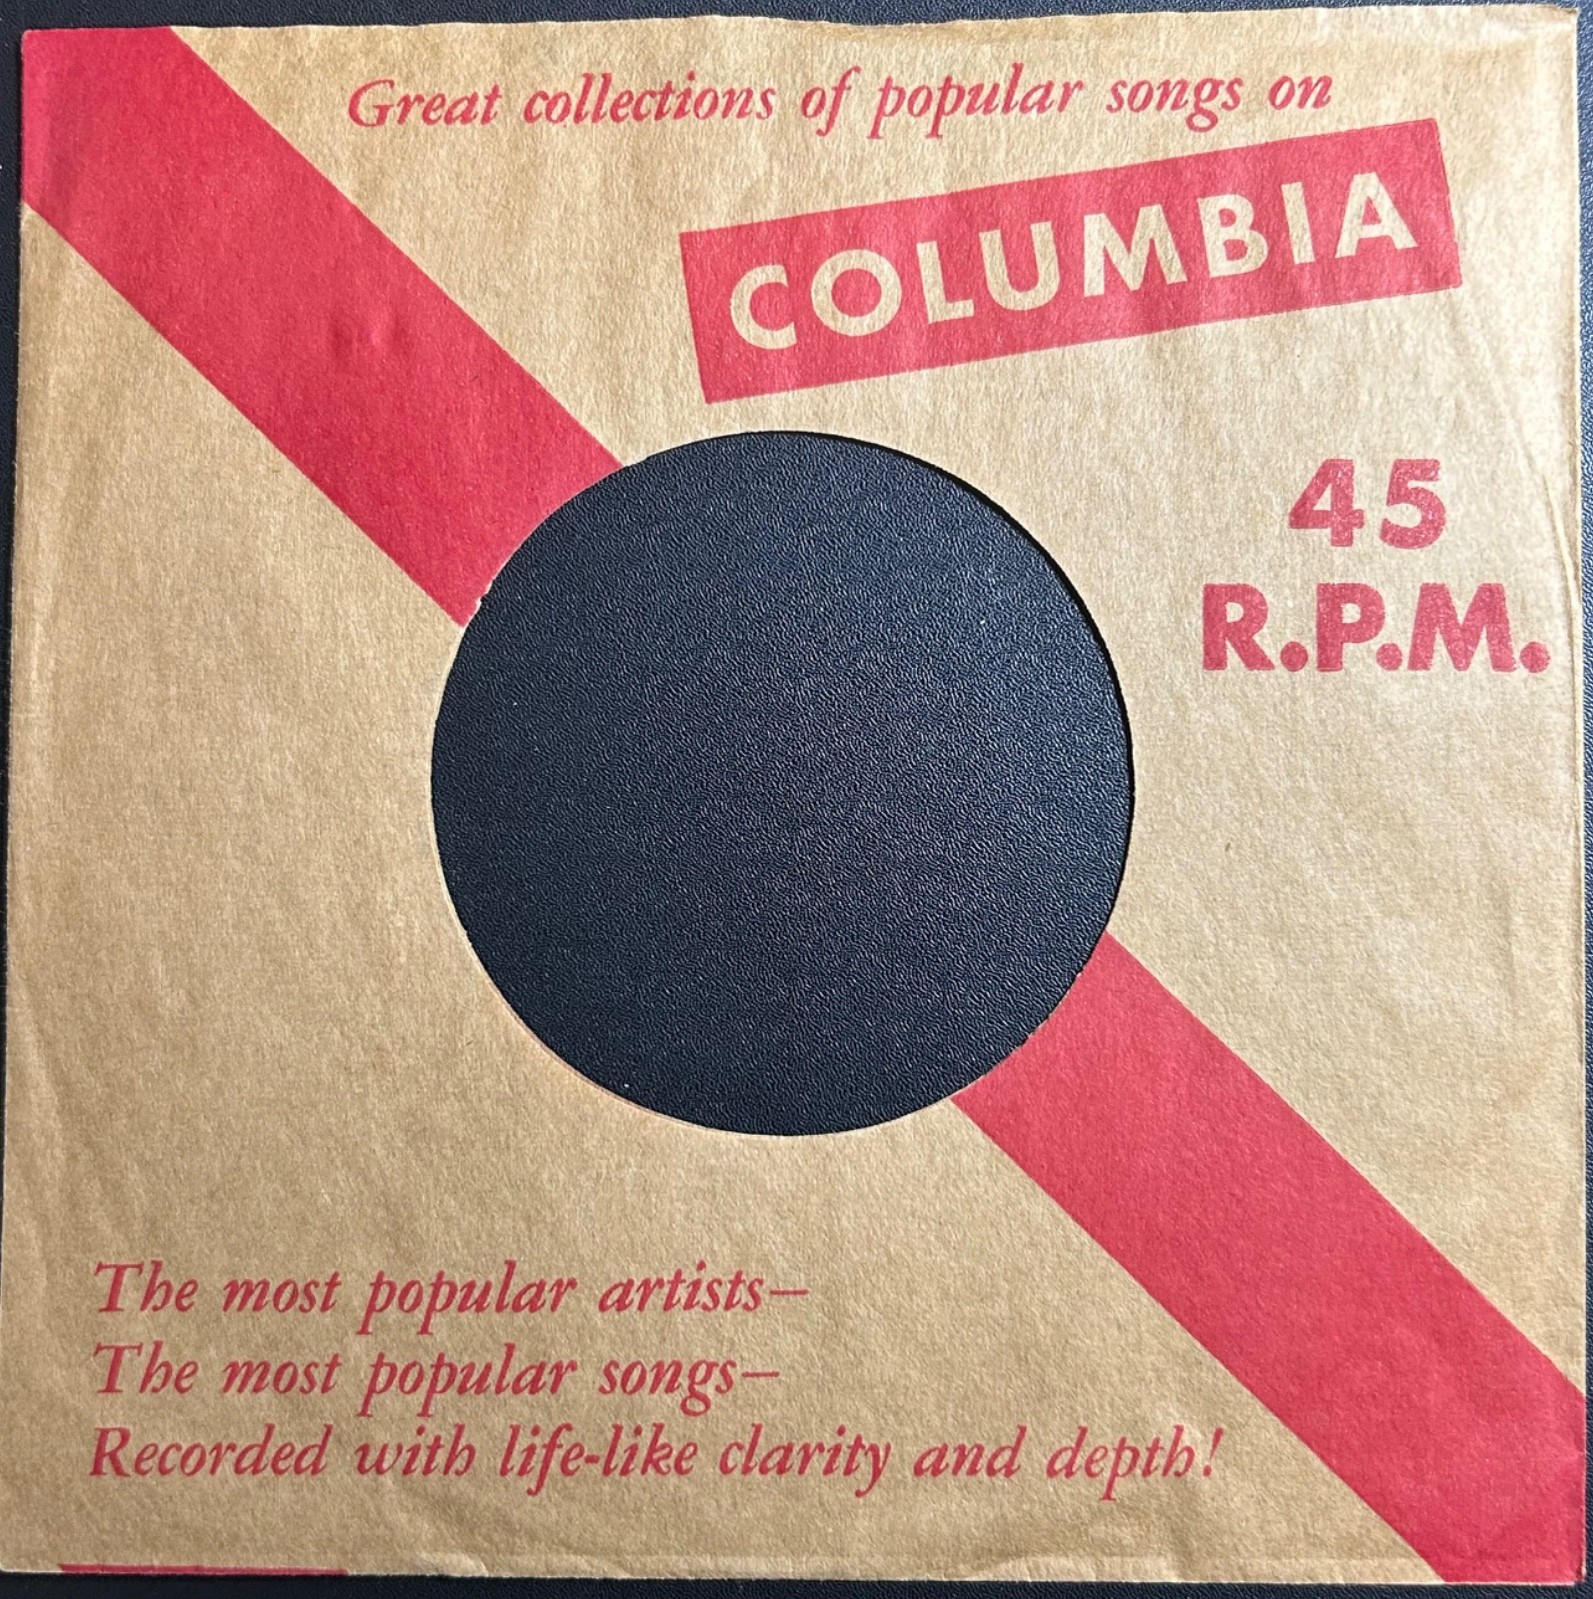 Great collections of popular songs on
COLUMBIA
45
R.P.M.
The most popular artists—
The most popular songs—
Recorded with life-like clarity and depth!